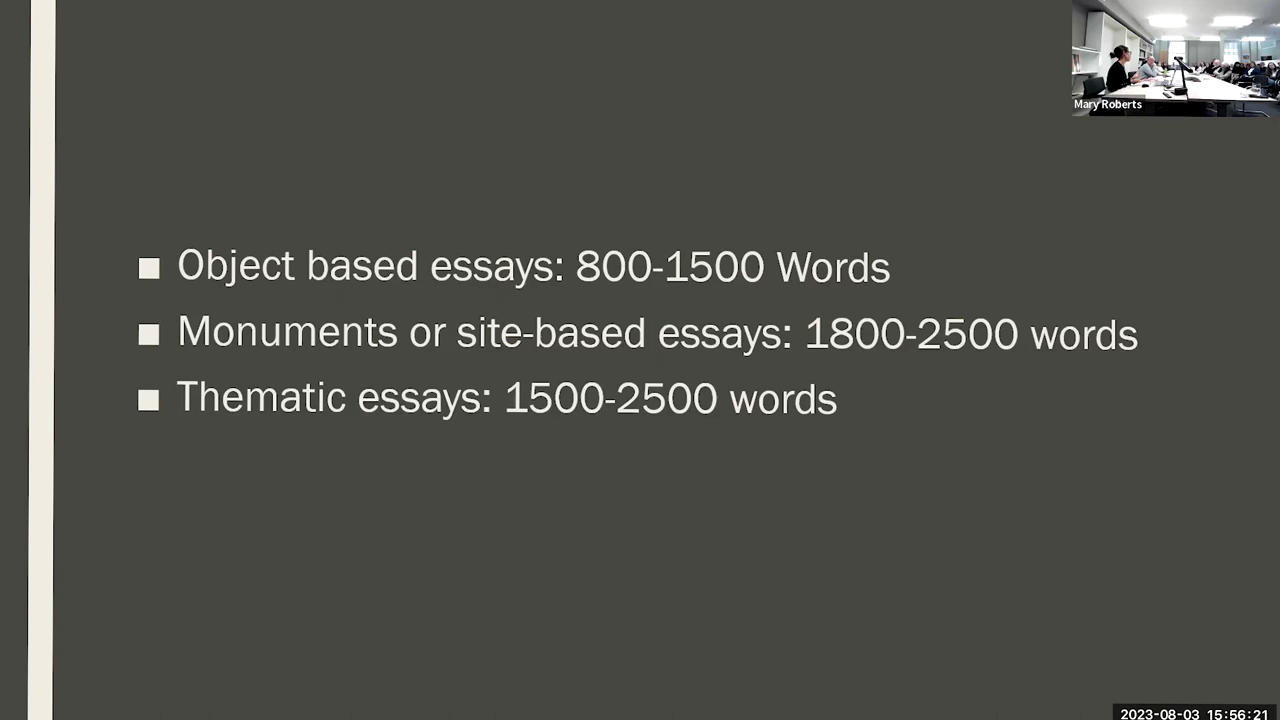 Mary Roberts
■ Object based essays: 800-1500 Words
■ Monuments or site-based essays: 1800-2500 words
■ Thematic essays: 1500-2500 words
2023-08-03 15:56:21